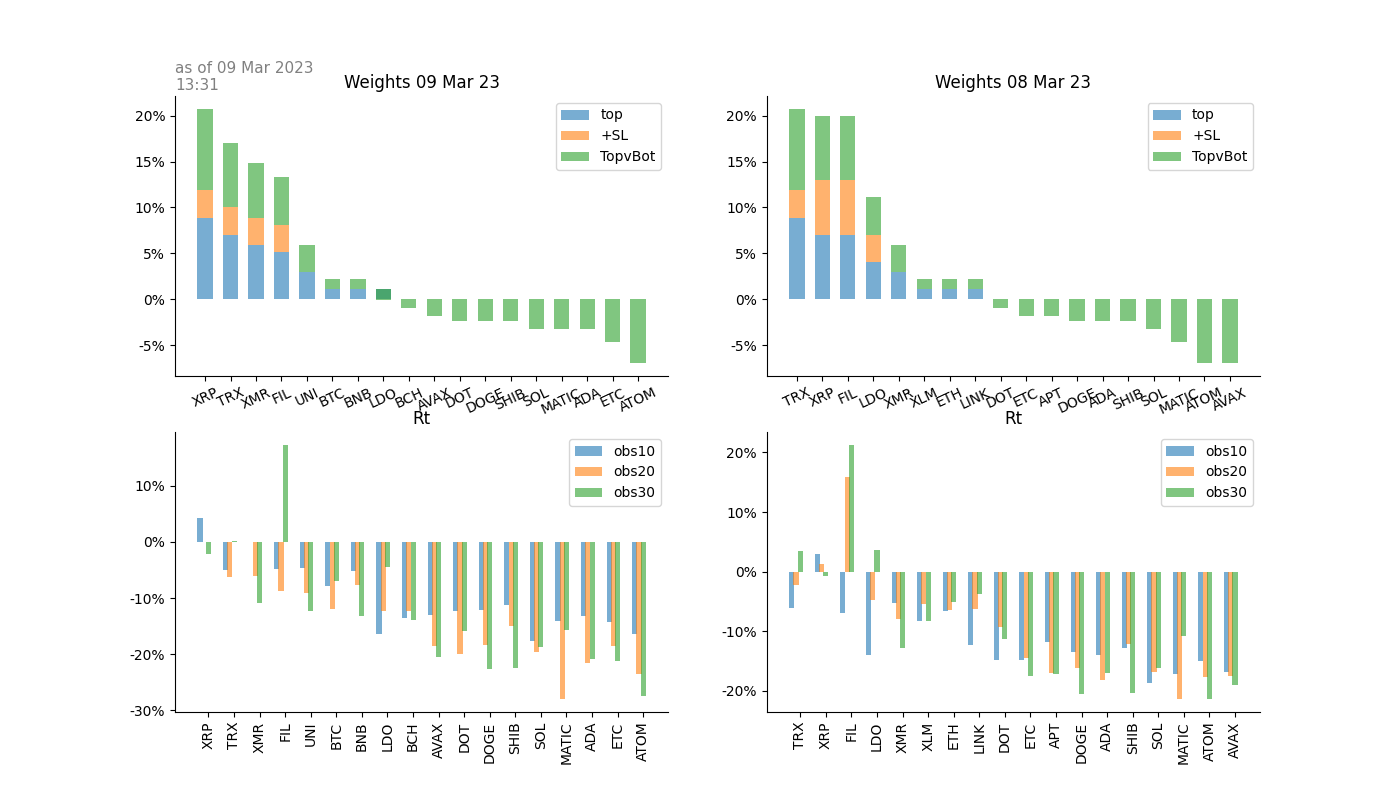 as of 09 Mar 2023
13:31
Weights 09 Mar 23
20%
15%
10%
5%
0%
-5%
top
+SL
TopvBot
XRP TRX XMR FIL UNI BTC BNB LDO BCH AVAX DOT DOGE SHIB SOL MATIC ADA ETC ATOM
Weights 08 Mar 23
20%
15%
10%
5%
0%
-5%
top
+SL
TopvBot
TRX XRP FIL LDO XMR XLM ETH LINK DOT ETC APT DOGE ADA SHIB SOL MATIC ATOM AVAX
Rt
10%
0%
-10%
-20%
-30%
obs10
obs20
obs30
XRP TRX XMR FIL UNI BTC BNB LDO BCH AVAX DOT DOGE SHIB SOL MATIC ADA ETC ATOM
Rt
20%
10%
0%
-10%
-20%
obs10
obs20
obs30
TRX XRP FIL LDO XMR XLM ETH LINK DOT ETC APT DOGE ADA SHIB SOL MATIC ATOM AVAX